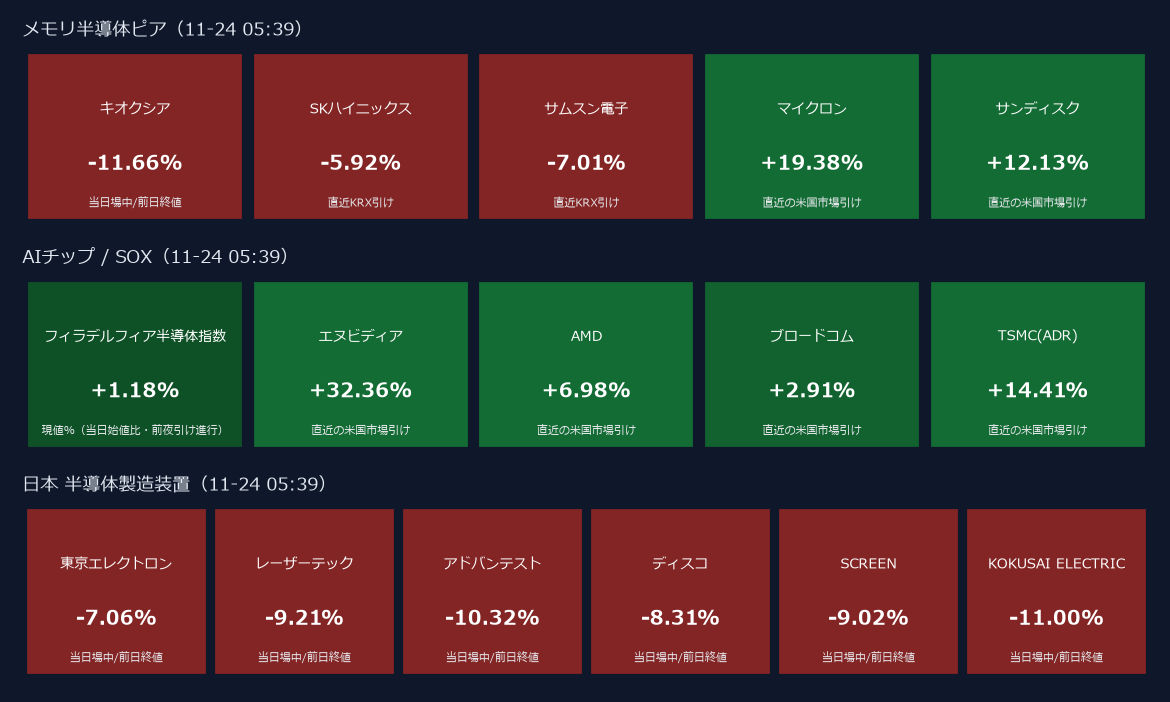 メモリ半導体ピア（11-24 05:39）
キオクシア
-11.66%
当日場中/前日終値
SKハイニックス
-5.92%
直近KRX引け
サムスン電子
-7.01%
直近KRX引け
マイクロン
+19.38%
直近の米国市場引け
サンディスク
+12.13%
直近の米国市場引け
AIチップ / SOX（11-24 05:39）
フィラデルフィア半導体指数
+1.18%
現値%（当日始値比・前夜引け進行）
エヌビディア
+32.36%
直近の米国市場引け
AMD
+6.98%
直近の米国市場引け
ブロードコム
+2.91%
直近の米国市場引け
TSMC(ADR)
+14.41%
直近の米国市場引け
日本 半導体製造装置（11-24 05:39）
東京エレクトロン
-7.06%
当日場中/前日終値
レーザーテック
-9.21%
当日場中/前日終値
アドバンテスト
-10.32%
当日場中/前日終値
ディスコ
-8.31%
当日場中/前日終値
SCREEN
-9.02%
当日場中/前日終値
KOKUSAI ELECTRIC
-11.00%
当日場中/前日終値